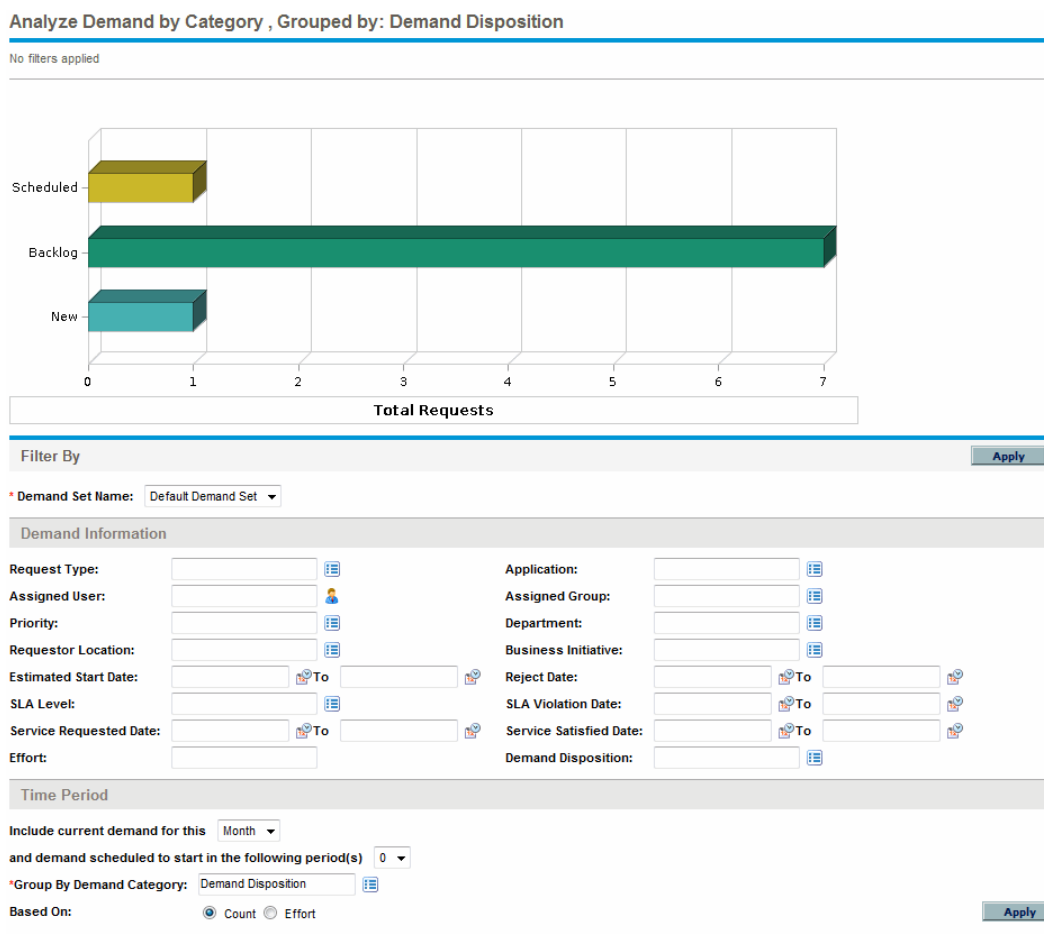 Analyze Demand by Category , Grouped by: Demand Disposition
No filters applied
Scheduled
Backlog
New
0 1 2 3 4 5 6 7
Total Requests
Filter By Apply
* Demand Set Name: Default Demand Set
Demand Information
Request Type: Application:
Assigned User: Assigned Group:
Priority: Department:
Requestor Location: Business Initiative:
Estimated Start Date: To Reject Date: To
SLA Level: SLA Violation Date: To
Service Requested Date: To Service Satisfied Date: To
Effort: Demand Disposition:
Time Period
Include current demand for this Month
and demand scheduled to start in the following period(s) 0
*Group By Demand Category: Demand Disposition
Based On: Count Effort Apply